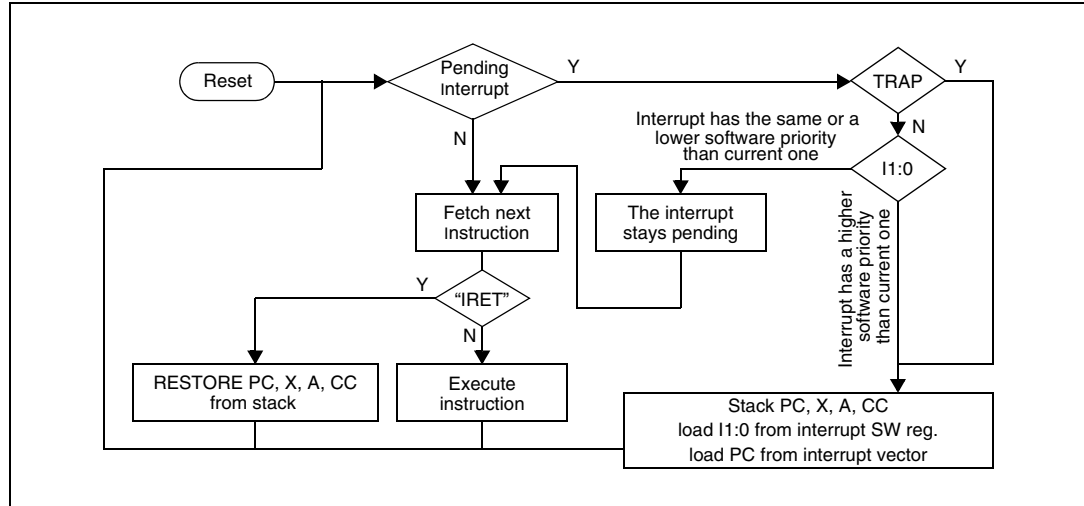 Reset
Pending
Interrupt
Y
TRAP
Y
N
Interrupt has the same or a
lower software priority
than current one
N
I1:0
Fetch next
Instruction
The interrupt
stays pending
Interrupt has a higher
software priority
than current one
Y
“IRET”
N
RESTORE PC, X, A, CC
from stack
Execute
instruction
Stack PC, X, A, CC
load I1:0 from interrupt SW reg.
load PC from interrupt vector